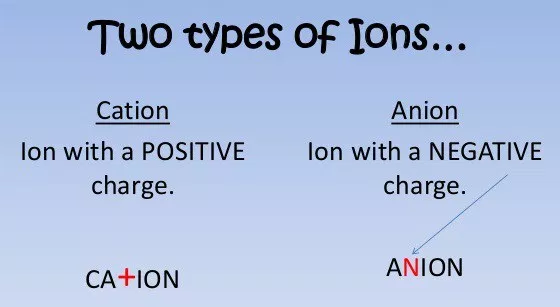 Two types of Ions...
Cation
Ion with a POSITIVE
charge.
CA+ION
Anion
Ion with a NEGATIVE
charge.
ANION